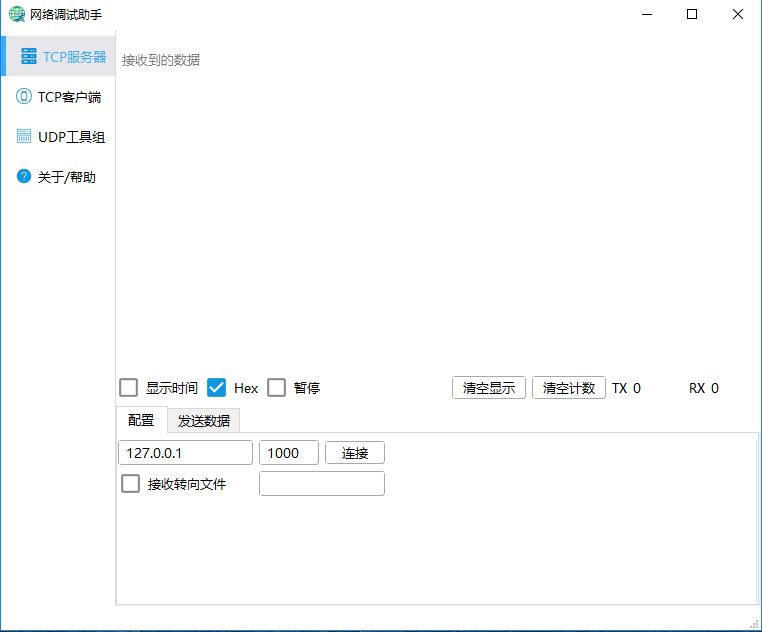 网络调试助手
TCP服务器
TCP客户端
UDP工具组
关于/帮助
接收到的数据
显示时间 Hex 暂停 清空显示 清空计数 TX 0 RX 0
配置 发送数据
127.0.0.1 1000 连接
接收转向文件